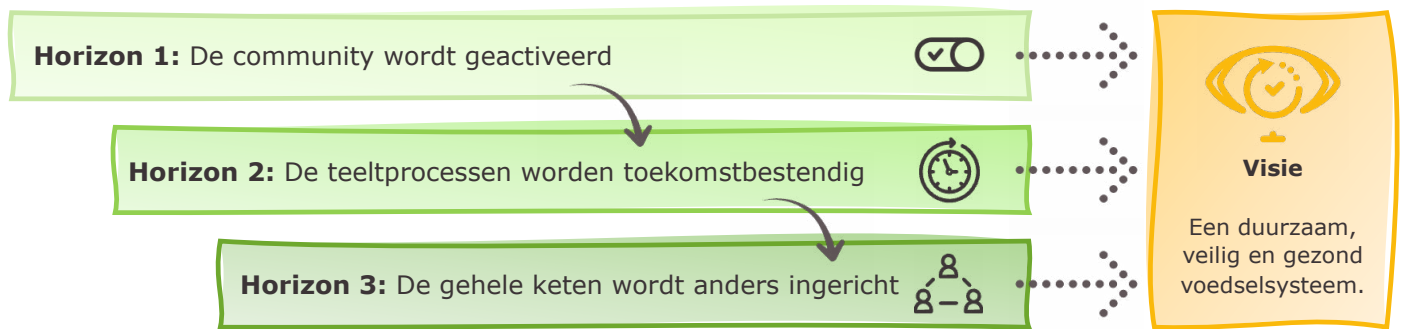 Horizon 1: De community wordt geactiveerd
Horizon 2: De teeltprocessen worden toekomstbestendig
Horizon 3: De gehele keten wordt anders ingericht
Visie
Een duurzaam,
veilig en gezond
voedselsysteem.